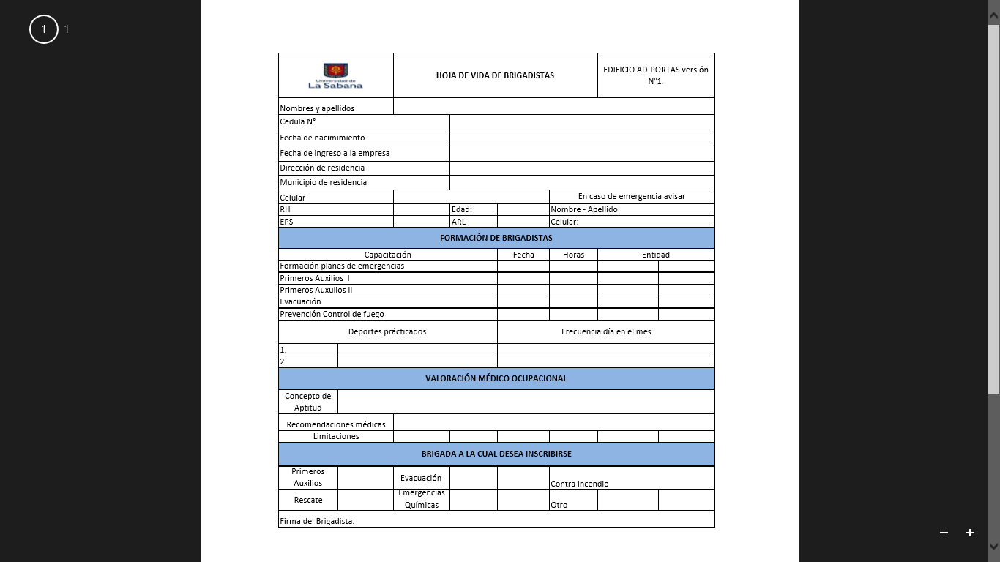 1 1
Universidad de
La Sabana
HOJA DE VIDA DE BRIGADISTAS
EDIFICIO AD-PORTAS versión
N°1.
Nombres y apellidos
Cedula N°
Fecha de nacimimiento
Fecha de ingreso a la empresa
Dirección de residencia
Municipio de residencia
Celular
En caso de emergencia avisar
RH
Edad:
Nombre - Apellido
EPS
ARL
Celular:
FORMACIÓN DE BRIGADISTAS
Capacitación
Fecha
Horas
Entidad
Formación planes de emergencias
Primeros Auxilios I
Primeros Auxulios II
Evacuación
Prevención Control de fuego
Deportes prácticados
Frecuencia día en el mes
1.
2.
VALORACIÓN MÉDICO OCUPACIONAL
Concepto de
Aptitud
Recomendaciones médicas
Limitaciones
BRIGADA A LA CUAL DESEA INSCRIBIRSE
Primeros
Auxilios
Evacuación
Contra incendio
Rescate
Emergencias
Químicas
Otro
Firma del Brigadista.